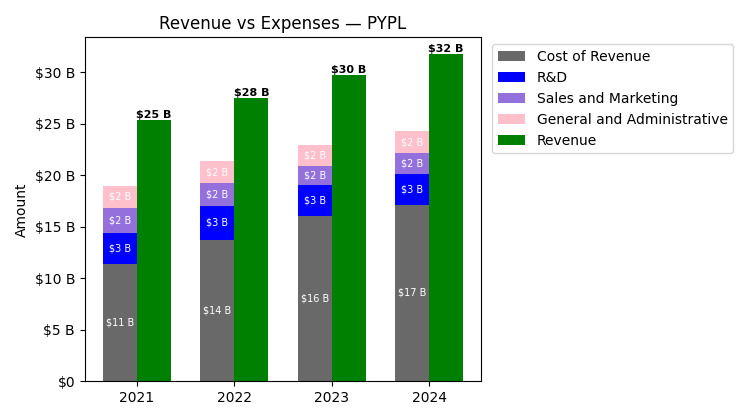 Revenue vs Expenses — PYPL
Amount
$30 B
$25 B
$20 B
$15 B
$10 B
$5 B
$0
$25 B
$28 B
$30 B
$32 B
$2 B
$2 B
$3 B
$11 B
$2 B
$2 B
$3 B
$14 B
$2 B
$2 B
$3 B
$16 B
$2 B
$2 B
$3 B
$17 B
2021
2022
2023
2024
Cost of Revenue
R&D
Sales and Marketing
General and Administrative
Revenue